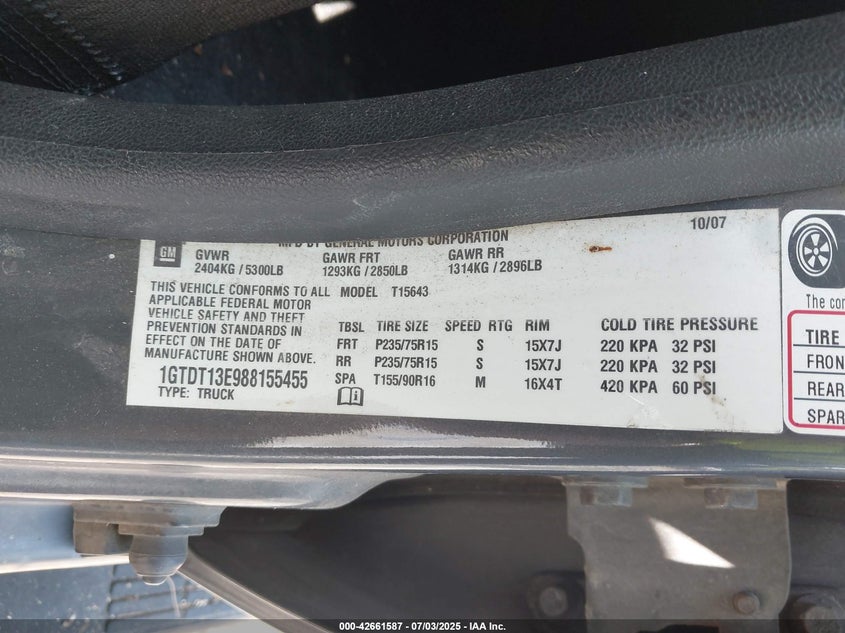 MFD BY GENERAL MOTORS CORPORATION
10/07
GM
GVWR GAWR FRT GAWR RR
2404KG / 5300LB 1293KG / 2850LB 1314KG / 2896LB
THIS VEHICLE CONFORMS TO ALL MODEL T15643
APPLICABLE FEDERAL MOTOR
VEHICLE SAFETY AND THEFT
PREVENTION STANDARDS IN
EFFECT ON THE DATE OF
MANUFACTURE SHOWN ABOVE.
1GTDT13E988155455
TYPE: TRUCK
TBSL TIRE SIZE SPEED RTG RIM COLD TIRE PRESSURE
FRT P235/75R15 S 15X7J 220 KPA 32 PSI
RR P235/75R15 S 15X7J 220 KPA 32 PSI
SPA T155/90R16 M 16X4T 420 KPA 60 PSI
The co
TIRE
FRON
REAR
SPAR
000-42661587 - 07/03/2025 - IAA Inc.